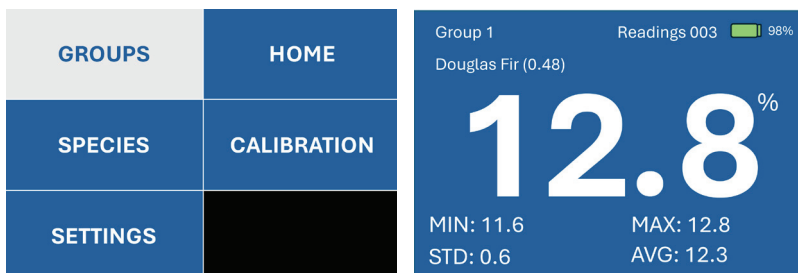 GROUPS
HOME
SPECIES
CALIBRATION
SETTINGS
Group 1 Readings 003 98%
Douglas Fir (0.48)
12.8%
MIN: 11.6 MAX: 12.8
STD: 0.6 AVG: 12.3